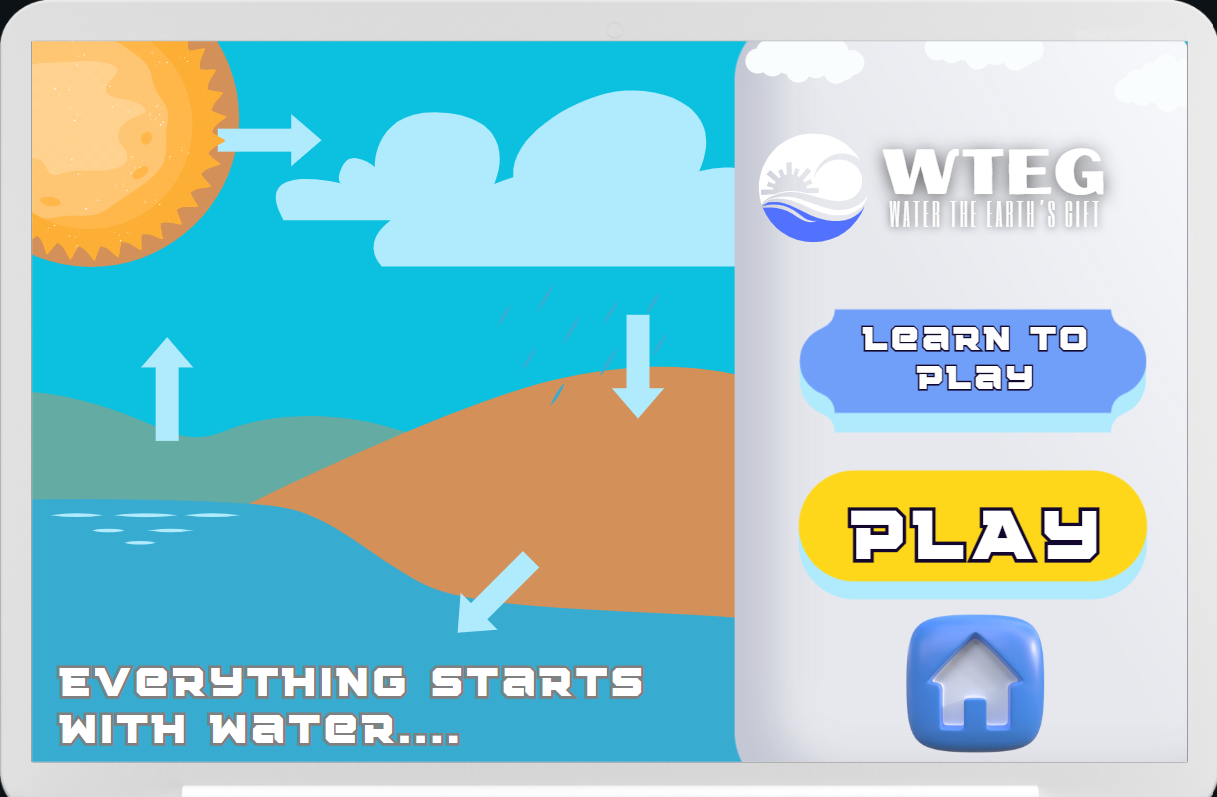 WTEG
WATER THE EARTH'S GIFT
LEARN TO
PLAY
PLAY
EVERYTHING STARTS
WITH WATER....